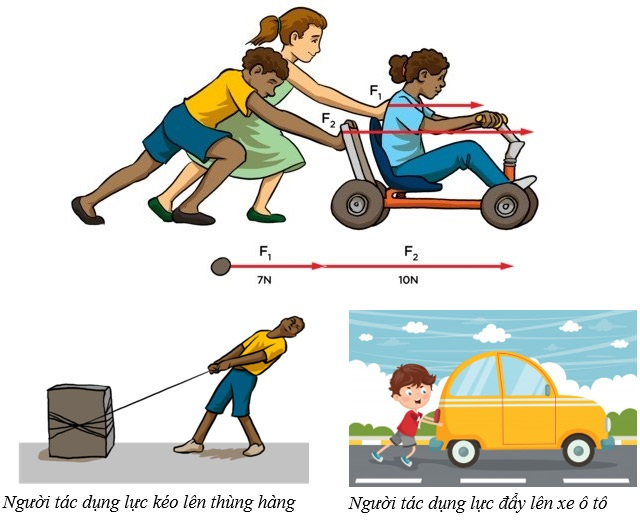 F₁
F₂
F₁ F₂
7N 10N
Người tác dụng lực kéo lên thùng hàng
Người tác dụng lực đẩy lên xe ô tô